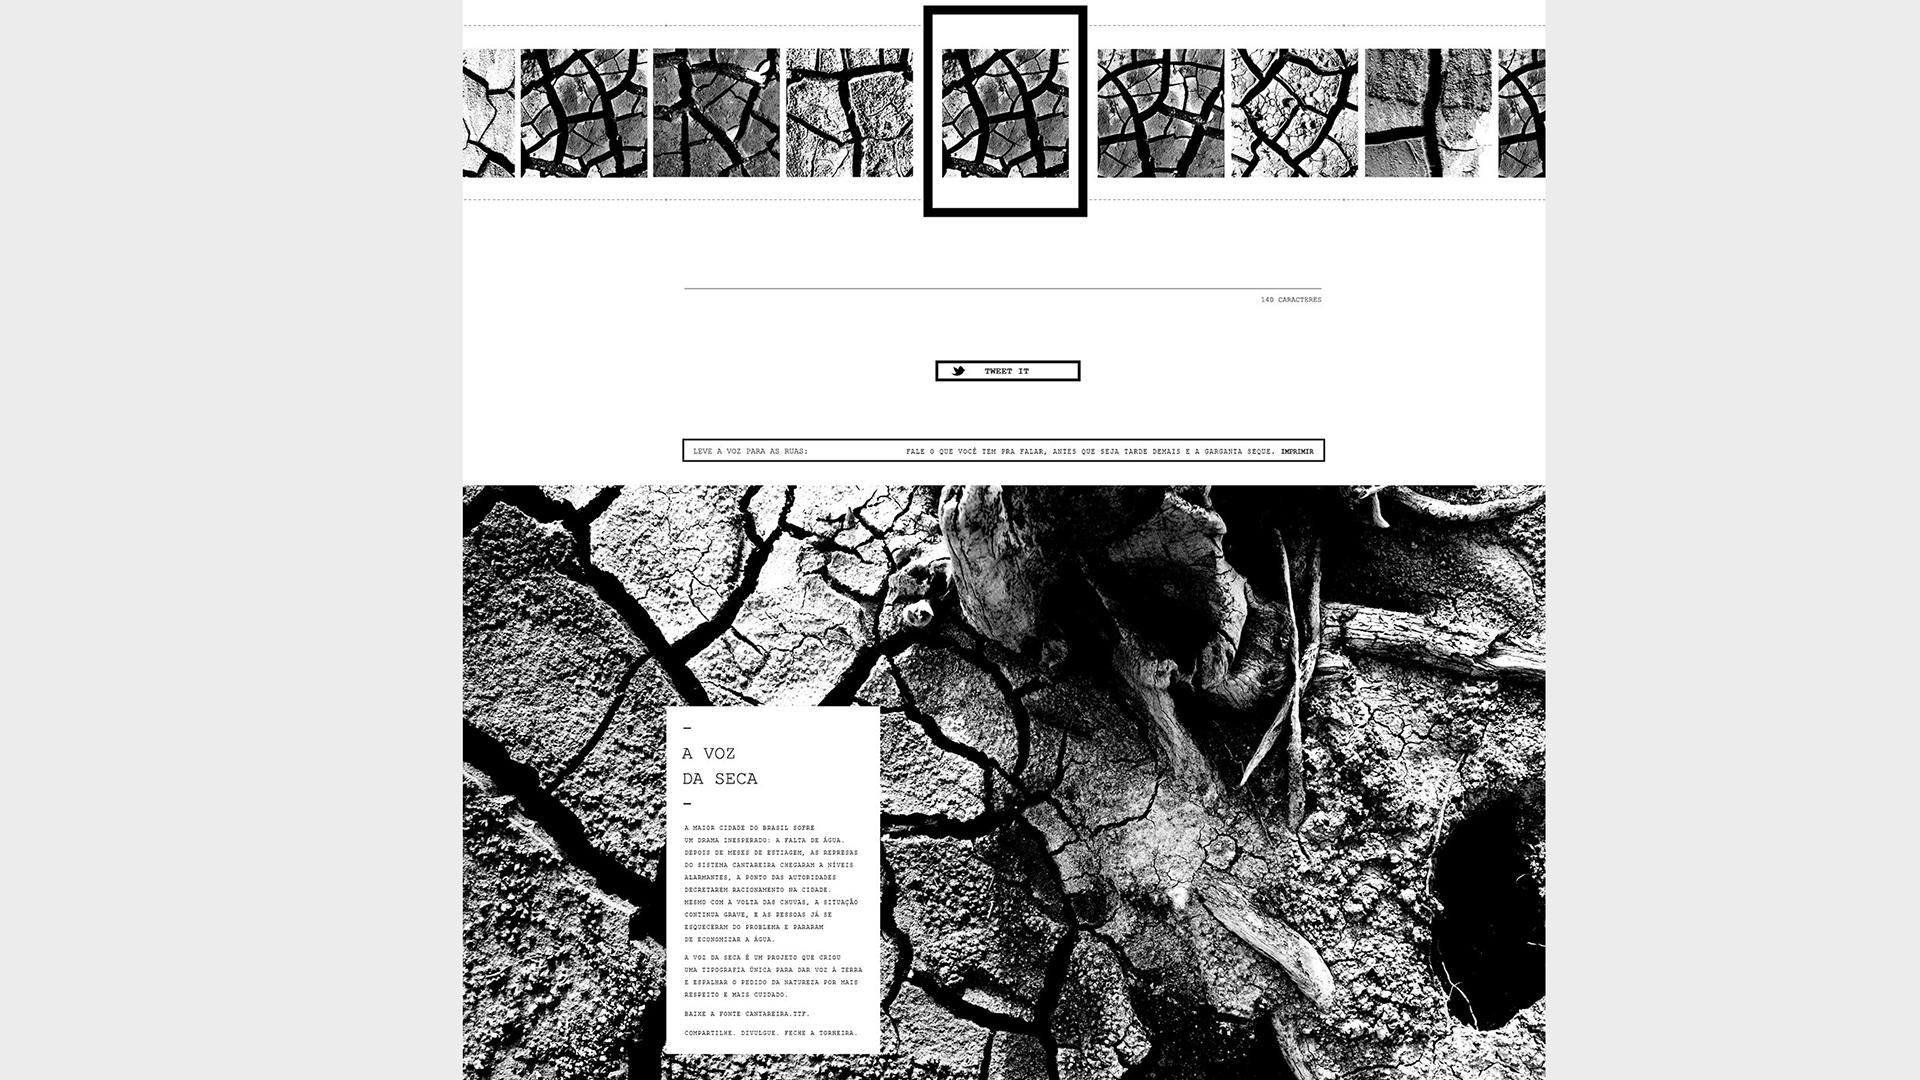 140 CARACTERES
TWEET IT
LEVE A VOZ PARA AS RUAS: FALE O QUE VOCÊ TEM PRA FALAR, ANTES QUE SEJA TARDE DEMAIS E A GARGANTA SEQUE. IMPRIMIR
–
A VOZ
DA SECA
–
A MAIOR CIDADE DO BRASIL SOFRE
UM DRAMA INESPERADO: A FALTA DE ÁGUA.
DEPOIS DE MESES DE ESTIAGEM, AS REPRESAS
DO SISTEMA CANTAREIRA CHEGARAM A NÍVEIS
ALARMANTES, A PONTO DAS AUTORIDADES
DECRETAREM RACIONAMENTO NA CIDADE.
MESMO COM A VOLTA DAS CHUVAS, A SITUAÇÃO
CONTINUA GRAVE, E AS PESSOAS JÁ SE
ESQUECERAM DO PROBLEMA E PARARAM
DE ECONOMIZAR A ÁGUA.
A VOZ DA SECA É UM PROJETO QUE CRIOU
UMA TIPOGRAFIA ÚNICA PARA DAR VOZ À TERRA
E ESPALHAR O PEDIDO DA NATUREZA POR MAIS
RESPEITO E MAIS CUIDADO.
BAIXE A FONTE CANTAREIRA.TTF.
COMPARTILHE. DIVULGUE. FECHE A TORNEIRA.